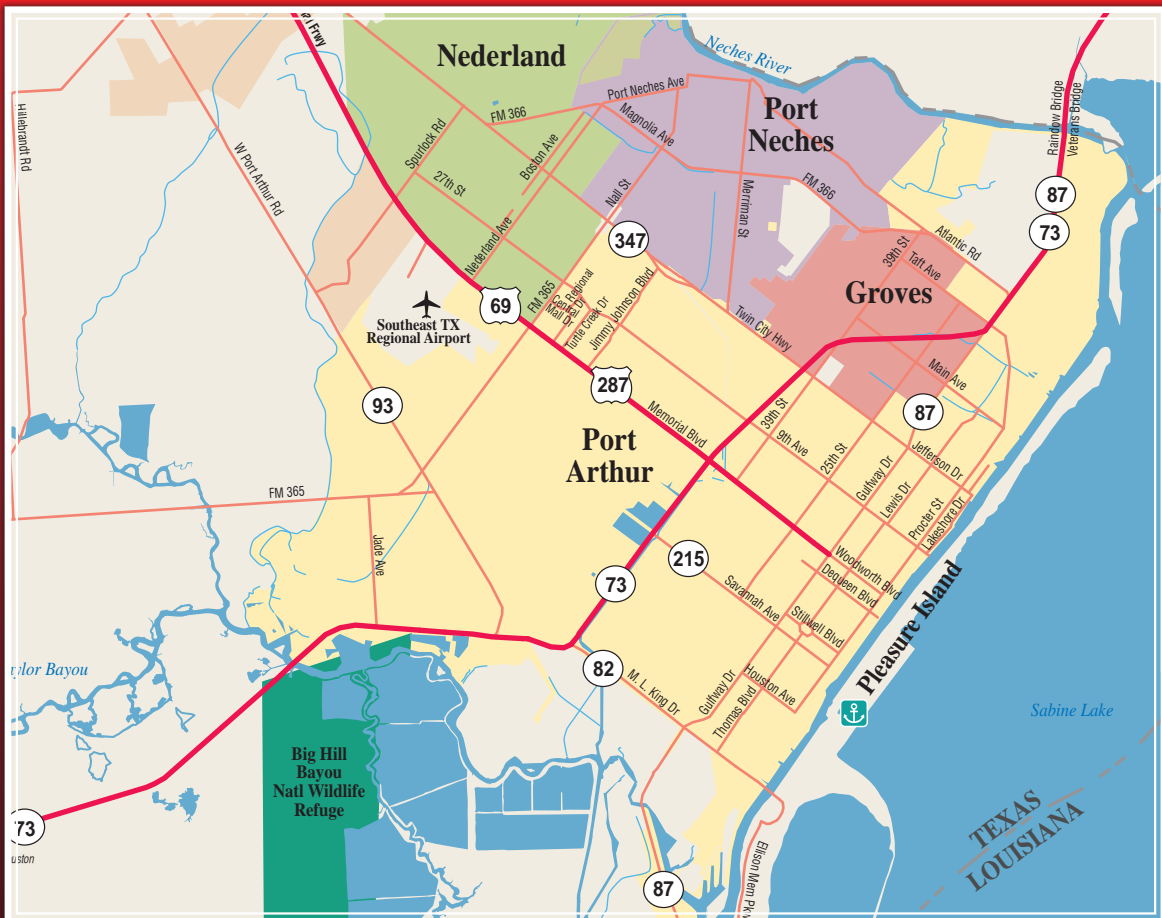 Nederland
Neches River
Port Neches Ave
Port
Neches
FM 366
Magnolia Ave
Rainbow Bridge
Veterans Bridge
Hillebrandt Rd
W Port Arthur Rd
Spurlock Rd
27th St
Boston Ave
Nall St
Merriman St
FM 366
87
73
347
Nederland Ave
39th St
Taft Ave
Atlantic Rd
Groves
69
FM 365
Central Dr
Regional
Mall Dr
Turtle Creek Dr
Jimmy Johnson Blvd
Twin City Hwy
Southeast TX
Regional Airport
287
93
Main Ave
87
Memorial Blvd
Port
Arthur
39th St
9th Ave
25th St
Gulfway Dr
Jefferson Dr
Lewis Dr
Procter St
Lakeshore Dr
FM 365
Jade Ave
215
73
Savannah Ave
Woodworth Blvd
Dequeen Blvd
Stillwell Blvd
Pleasure Island
82
M. L. King Dr
Gulfway Dr
Thomas Blvd
Houston Ave
Sabine Lake
Big Hill
Bayou
Natl Wildlife
Refuge
73
TEXAS
LOUISIANA
87